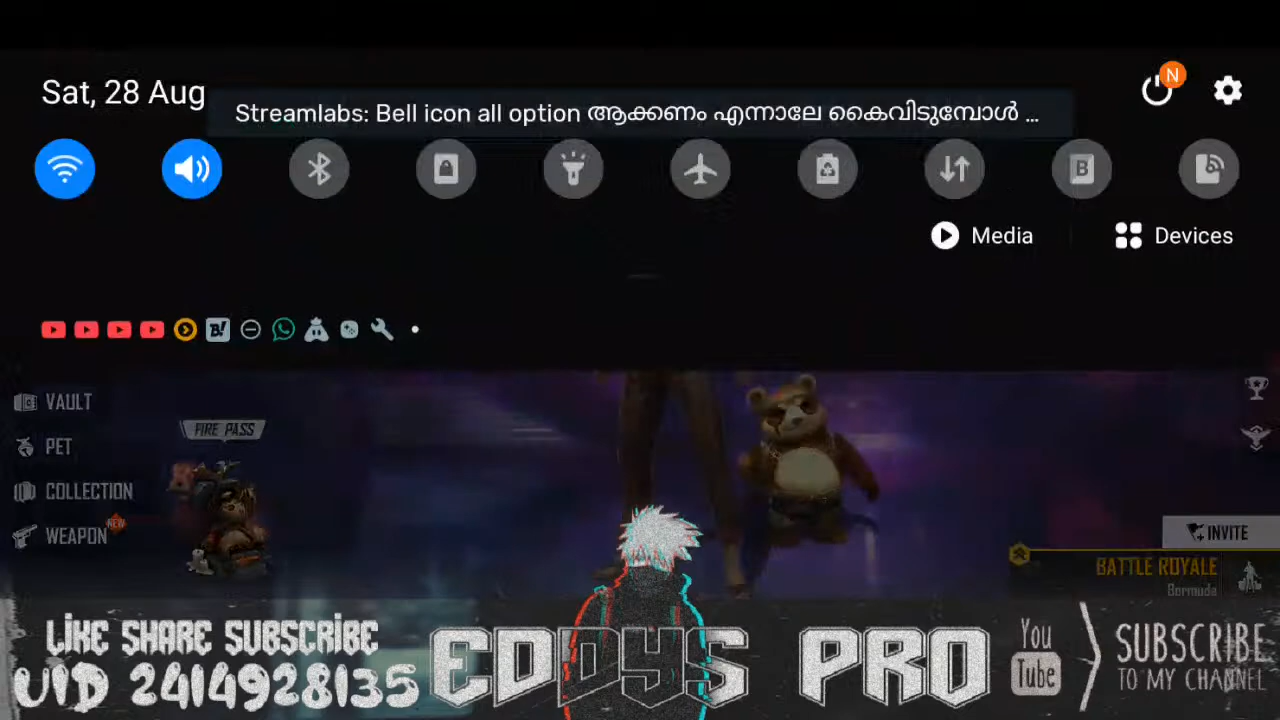 Sat, 28 Aug
N
Streamlabs: Bell icon all option ആക്കണം എന്നാലേ കൈവിടുമ്പോൾ ...
B
Media
Devices
B!
VAULT
FIRE PASS
PET
COLLECTION
NEW
WEAPON
INVITE
BATTLE ROYALE
Bermuda
LIKE SHARE SUBSCRIBE
UID 2414928135
EDDYS PRO
You
Tube
SUBSCRIBE
TO MY CHANNEL